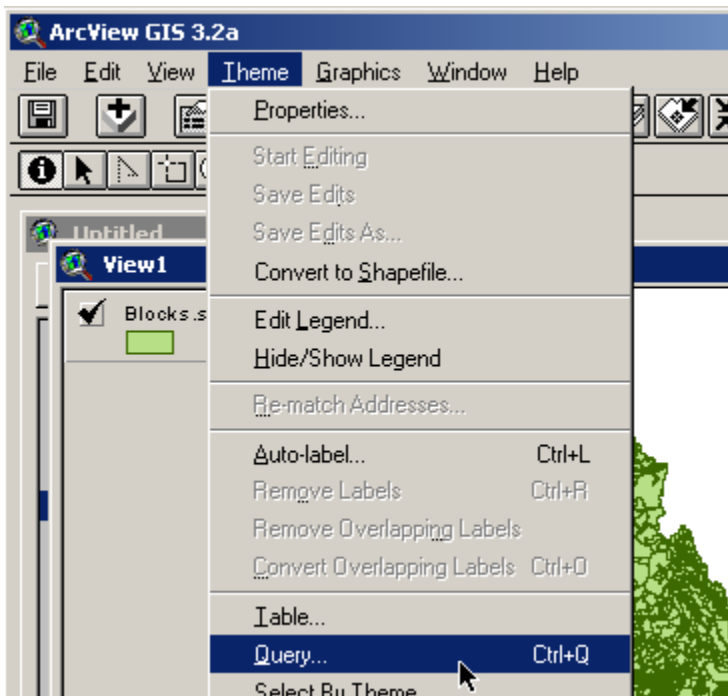 ArcView GIS 3.2a
File Edit View Theme Graphics Window Help
Properties...
Start Editing
Save Edits
Save Edits As...
Convert to Shapefile...
Edit Legend...
Hide/Show Legend
Re-match Addresses...
Auto-label... Ctrl+L
Remove Labels Ctrl+R
Remove Overlapping Labels
Convert Overlapping Labels Ctrl+O
Table...
Query... Ctrl+Q
Select By Theme
Untitled
View1
Blocks.s